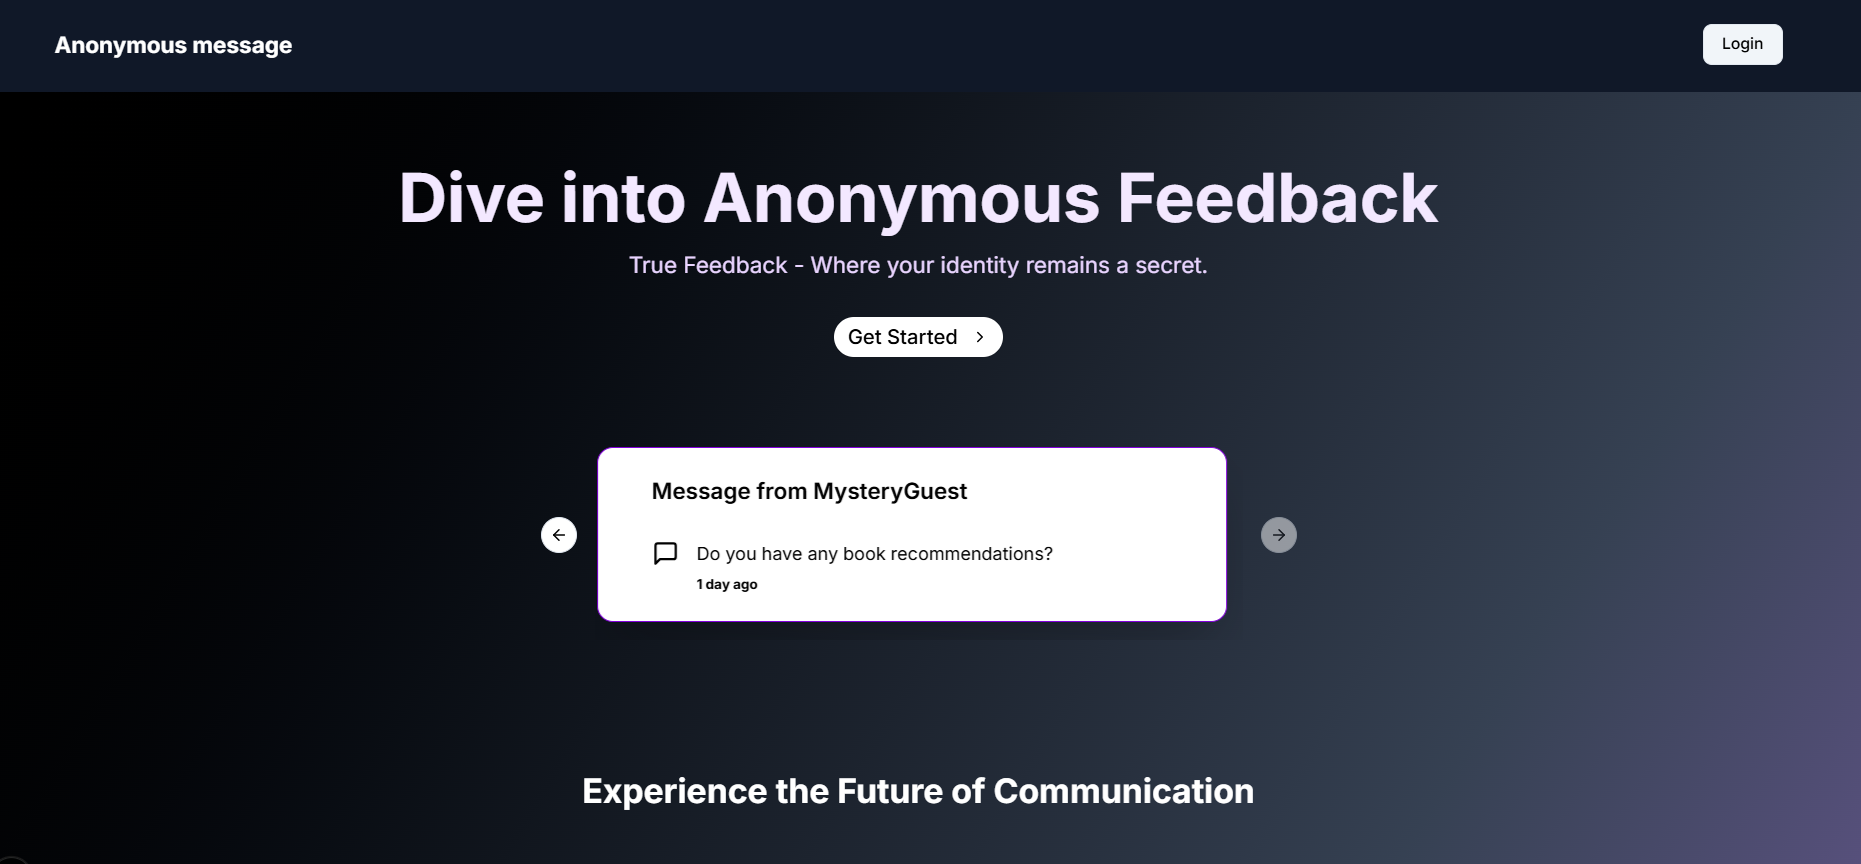 Anonymous message
Login
Dive into Anonymous Feedback
True Feedback - Where your identity remains a secret.
Get Started
Message from MysteryGuest
Do you have any book recommendations?
1 day ago
Experience the Future of Communication